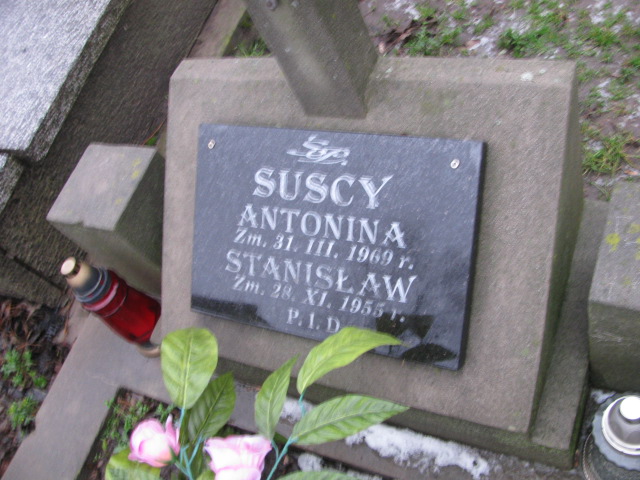 Ś†P.
SUSCY
ANTONINA
Zm. 31. III. 1969 r.
STANISŁAW
Zm. 28. XI. 1955 r.
P. I. D.